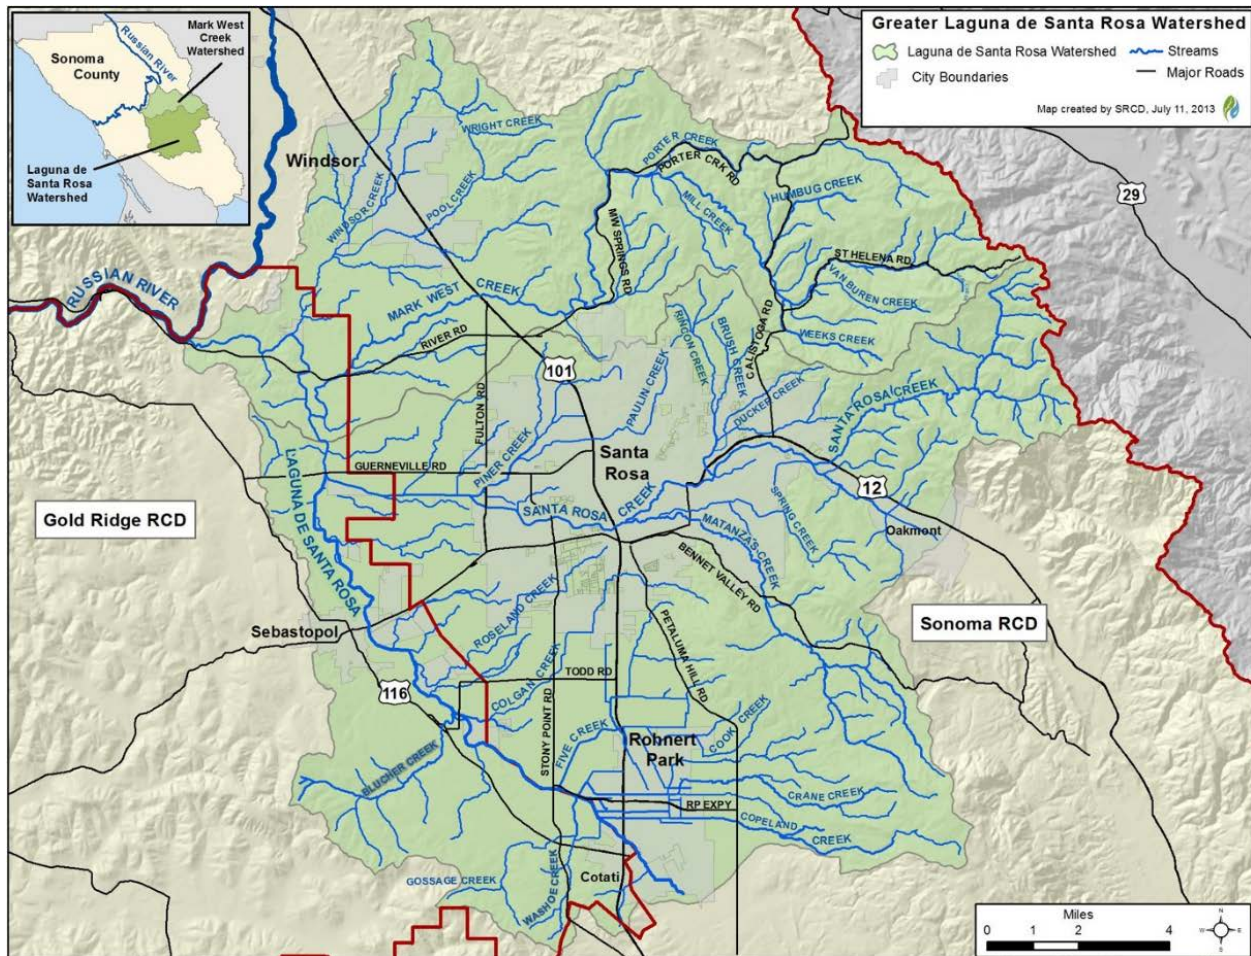 Mark West
Creek
Watershed
Sonoma
County
Russian River
Laguna de
Santa Rosa
Watershed
Greater Laguna de Santa Rosa Watershed
Laguna de Santa Rosa Watershed
Streams
City Boundaries
Major Roads
Map created by SRCD, July 11, 2013
29
WRIGHT CREEK
Windsor
WINDSOR CREEK
POOL CREEK
PORTER CREEK
PORTER CRK RD
MILL CREEK
HUMBUG CREEK
MW SPRINGS RD
ST HELENA RD
VAN BUREN CREEK
RUSSIAN RIVER
MARK WEST CREEK
RIVER RD
WEEKS CREEK
CALISTOGA RD
RINCON CREEK
BRUSH CREEK
101
PAULIN CREEK
FULTON RD
DUCKER CREEK
SANTA ROSA CREEK
PINER CREEK
GUERNEVILLE RD
Santa
Rosa
12
LAGUNA DE SANTA ROSA
SANTA ROSA CREEK
MATANZAS CREEK
SPRING CREEK
Oakmont
Gold Ridge RCD
BENNET VALLEY RD
Sebastopol
ROSELAND CREEK
PETALUMA HILL RD
Sonoma RCD
TODD RD
116
COLGAN CREEK
STONY POINT RD
FIVE CREEK
Rohnert
Park
COOK CREEK
BLUCHER CREEK
CRANE CREEK
RP EXPY
COPELAND CREEK
GOSSAGE CREEK
WASHOE CREEK
Cotati
Miles
0 1 2 4
N
W E
S